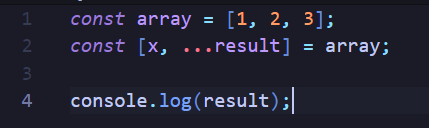 1 const array = [1, 2, 3];
2 const [x, ...result] = array;
3
4 console.log(result);